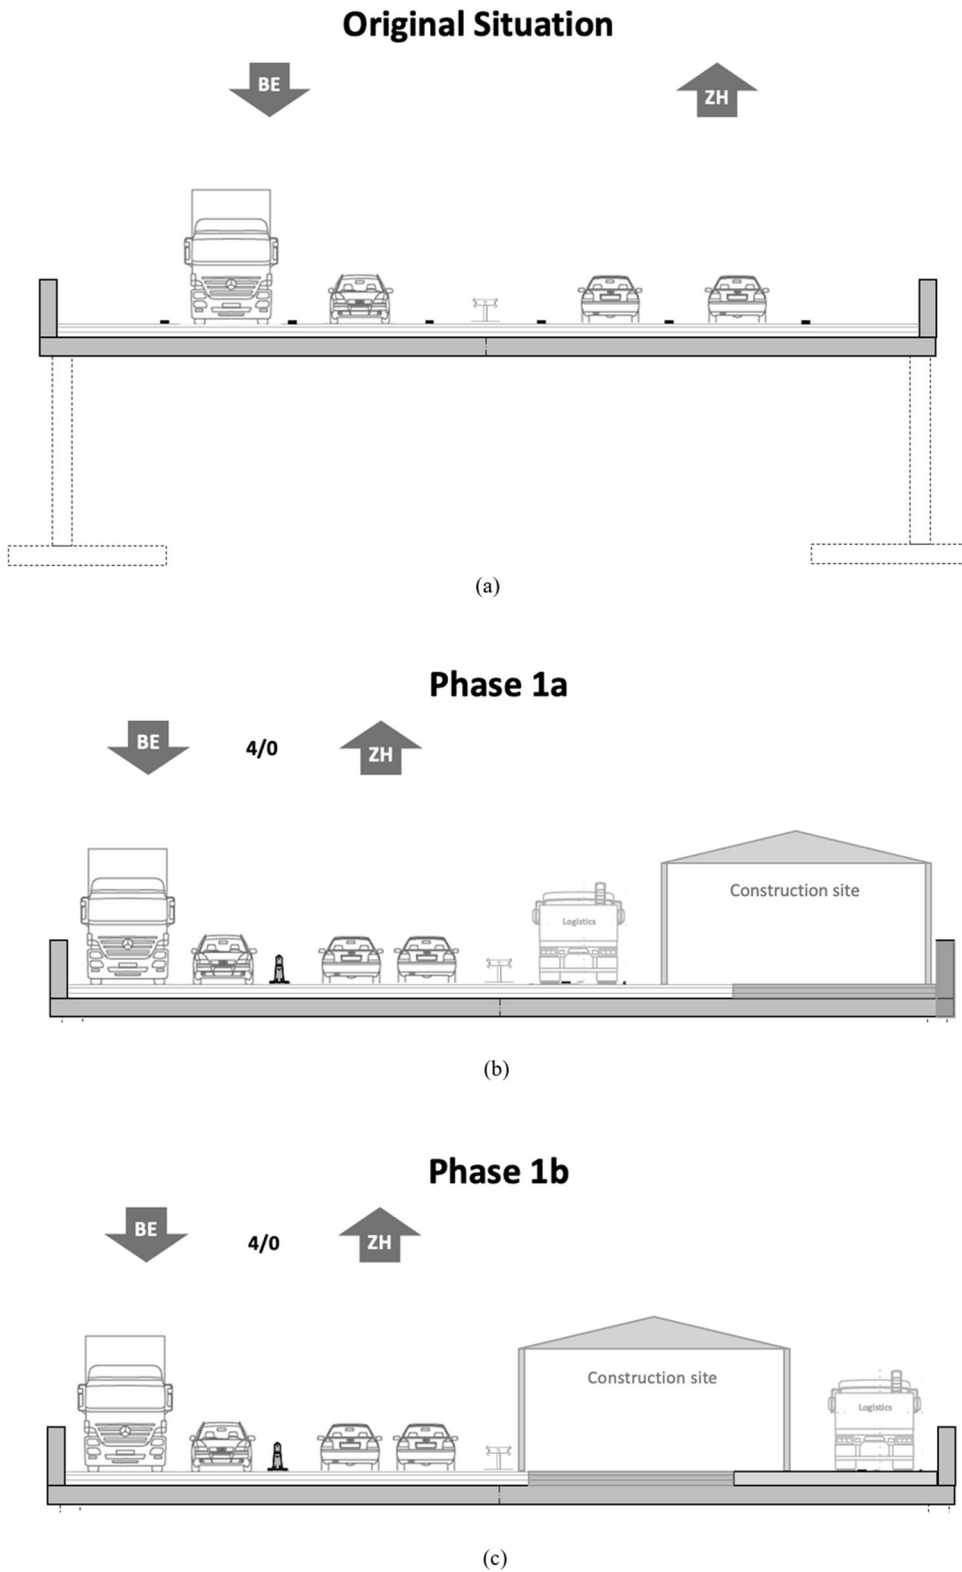 Original Situation
BE
ZH
(a)
Phase 1a
BE
4/0
ZH
Construction site
Logistics
(b)
Phase 1b
BE
4/0
ZH
Construction site
Logistics
(c)